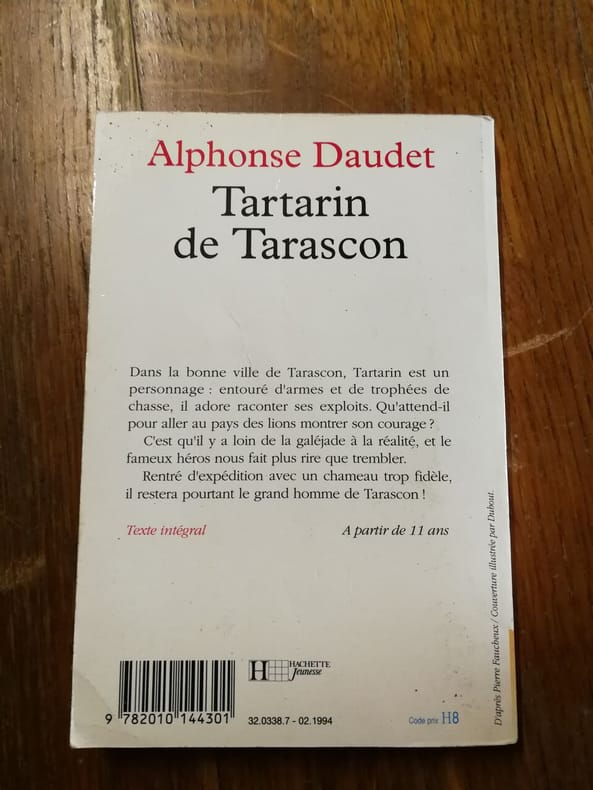 Alphonse Daudet
Tartarin
de Tarascon
Dans la bonne ville de Tarascon, Tartarin est un
personnage : entouré d'armes et de trophées de
chasse, il adore raconter ses exploits. Qu'attend-il
pour aller au pays des lions montrer son courage ?
C'est qu'il y a loin de la galéjade à la réalité, et le
fameux héros nous fait plus rire que trembler.
Rentré d'expédition avec un chameau trop fidèle,
il restera pourtant le grand homme de Tarascon !
Texte intégral
A partir de 11 ans
D'après Pierre Faucheux / Couverture illustrée par Dubout.
9 782010 144301
H HACHETTE
Jeunesse
32.0338.7 - 02.1994
Code prix H8